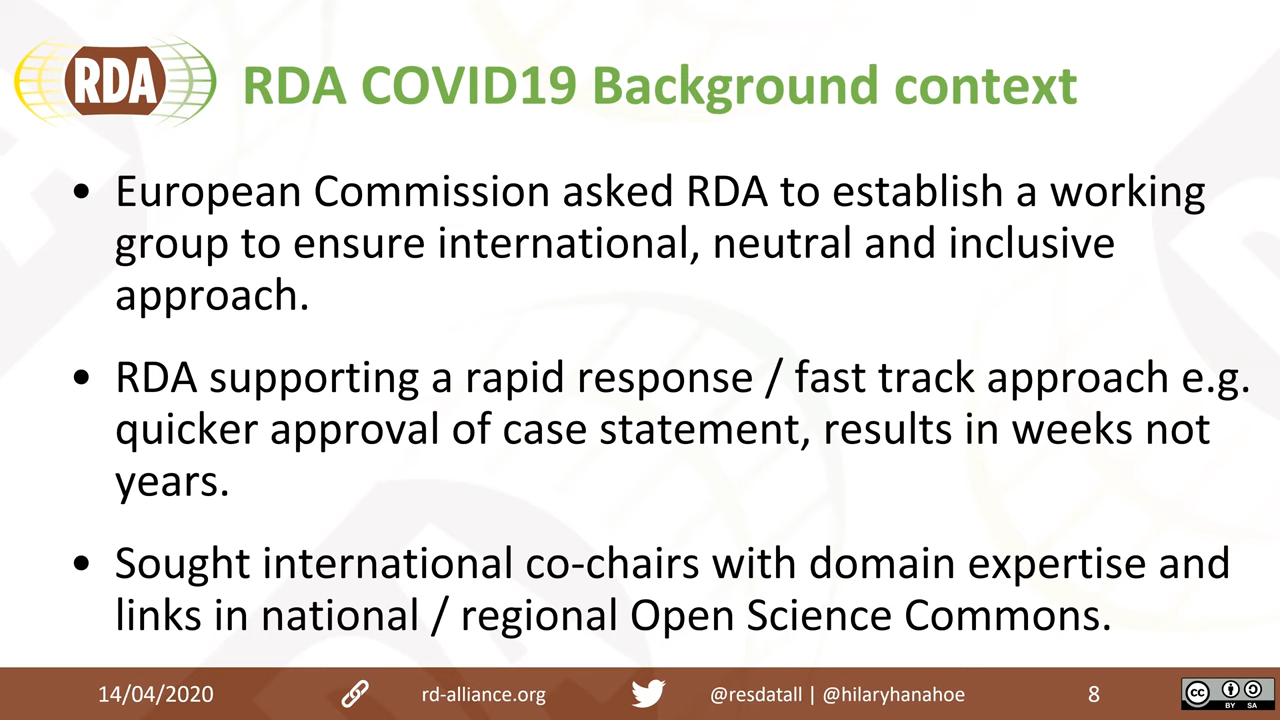 RDA
RDA COVID19 Background context
• European Commission asked RDA to establish a working
group to ensure international, neutral and inclusive
approach.
• RDA supporting a rapid response / fast track approach e.g.
quicker approval of case statement, results in weeks not
years.
• Sought international co-chairs with domain expertise and
links in national / regional Open Science Commons.
14/04/2020 rd-alliance.org @resdatall | @hilaryhanahoe 8 cc BY SA